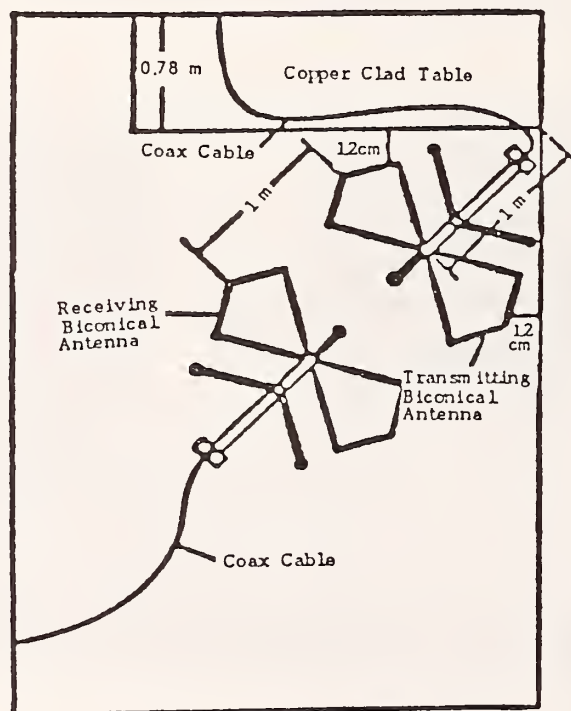 0.78 m
Copper Clad Table
Coax Cable
12cm
1 m
1 m
Receiving
Biconical
Antenna
12
cm
Transmitting
Biconical
Antenna
Coax Cable